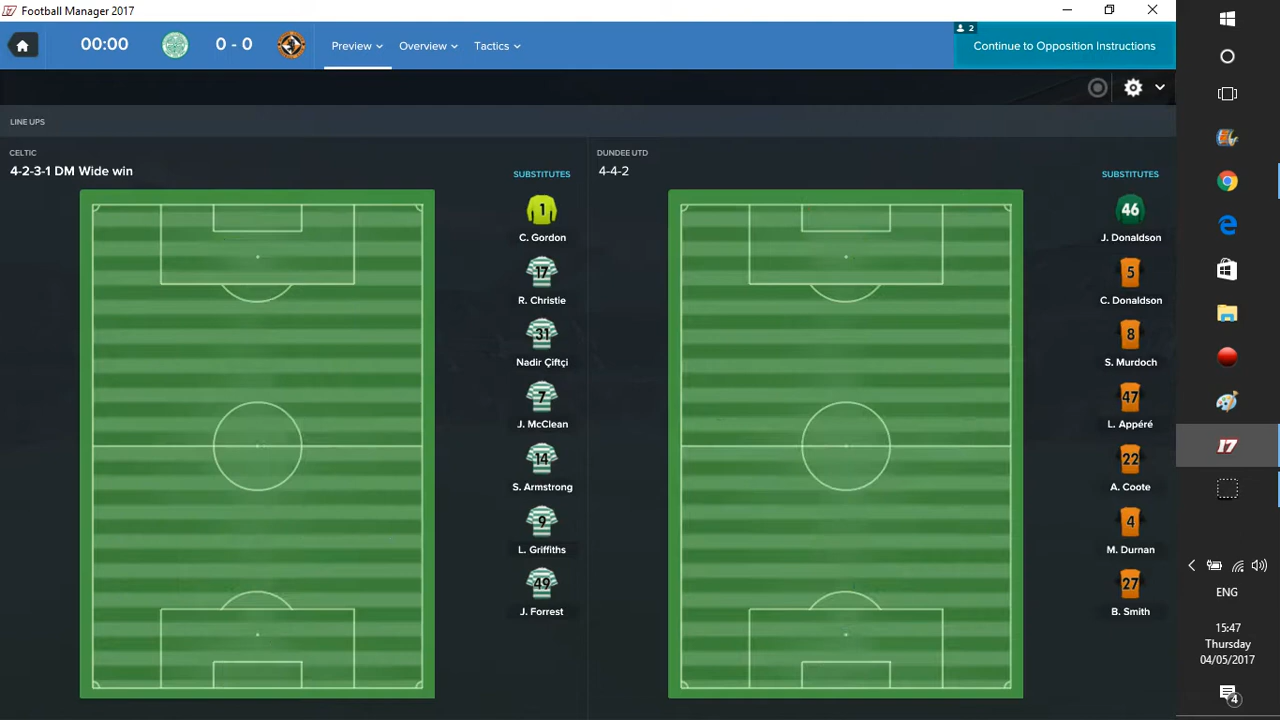 Football Manager 2017
00:00
0 - 0
Preview
Overview
Tactics
2
Continue to Opposition Instructions
LINE UPS
CELTIC
4-2-3-1 DM Wide win
SUBSTITUTES
1
C. Gordon
17
R. Christie
31
Nadir Çiftçi
7
J. McClean
14
S. Armstrong
9
L. Griffiths
49
J. Forrest
DUNDEE UTD
4-4-2
SUBSTITUTES
46
J. Donaldson
5
C. Donaldson
8
S. Murdoch
47
L. Appéré
22
A. Coote
4
M. Durnan
27
B. Smith
17
ENG
15:47
Thursday
04/05/2017
4